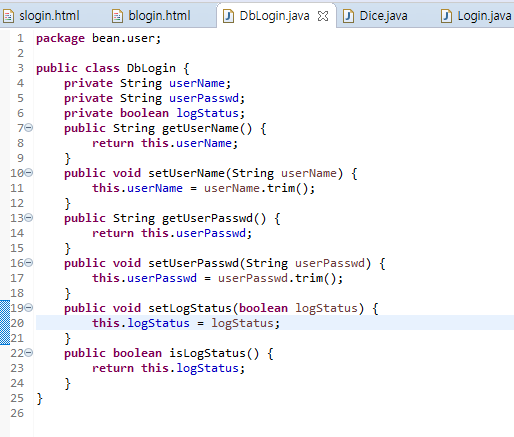 slogin.html blogin.html DbLogin.java Dice.java Login.java
1 package bean.user;
2
3 public class DbLogin {
4     private String userName;
5     private String userPasswd;
6     private boolean logStatus;
7     public String getUserName() {
8         return this.userName;
9     }
10     public void setUserName(String userName) {
11         this.userName = userName.trim();
12     }
13     public String getUserPasswd() {
14         return this.userPasswd;
15     }
16     public void setUserPasswd(String userPasswd) {
17         this.userPasswd = userPasswd.trim();
18     }
19     public void setLogStatus(boolean logStatus) {
20         this.logStatus = logStatus;
21     }
22     public boolean isLogStatus() {
23         return this.logStatus;
24     }
25 }
26